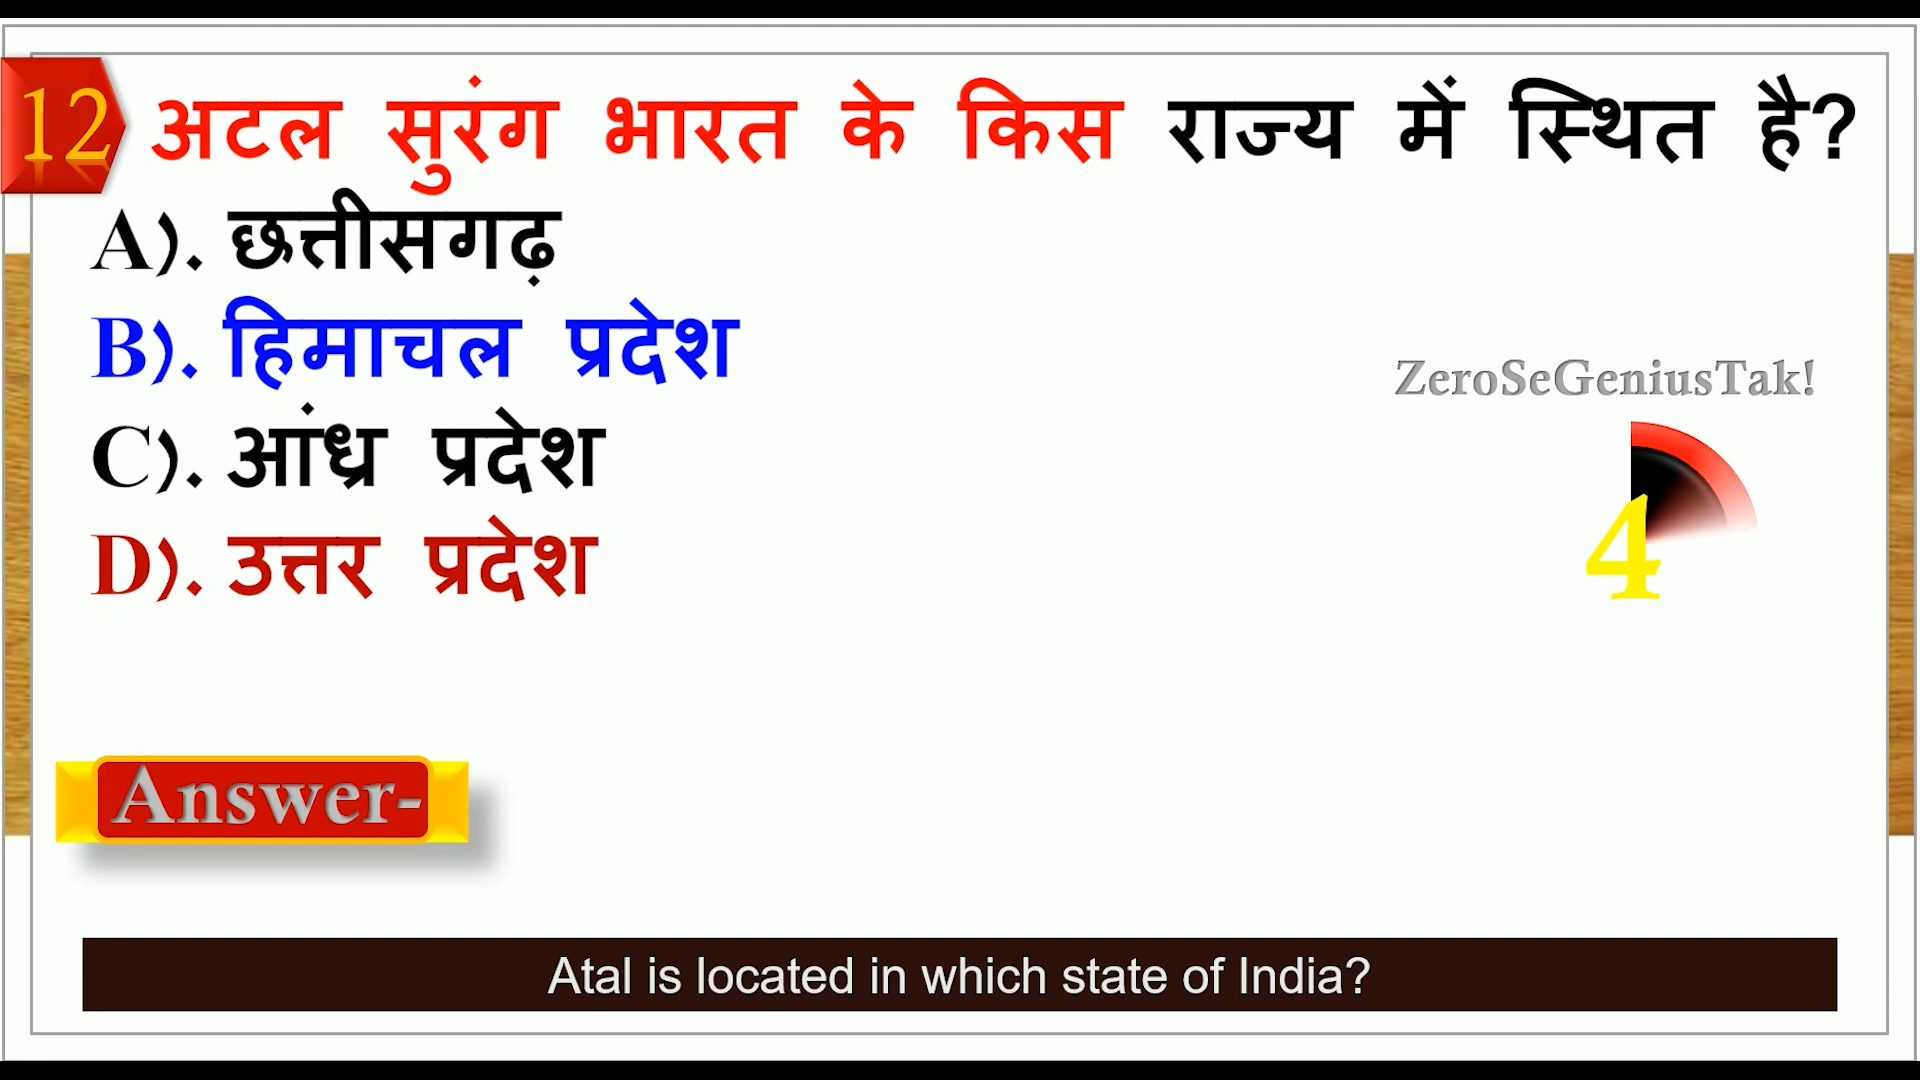 12 अटल सुरंग भारत के किस राज्य में स्थित है?
A). छत्तीसगढ़
B). हिमाचल प्रदेश
ZeroSeGeniusTak!
C). आंध्र प्रदेश
4
D). उत्तर प्रदेश
Answer-
Atal is located in which state of India?